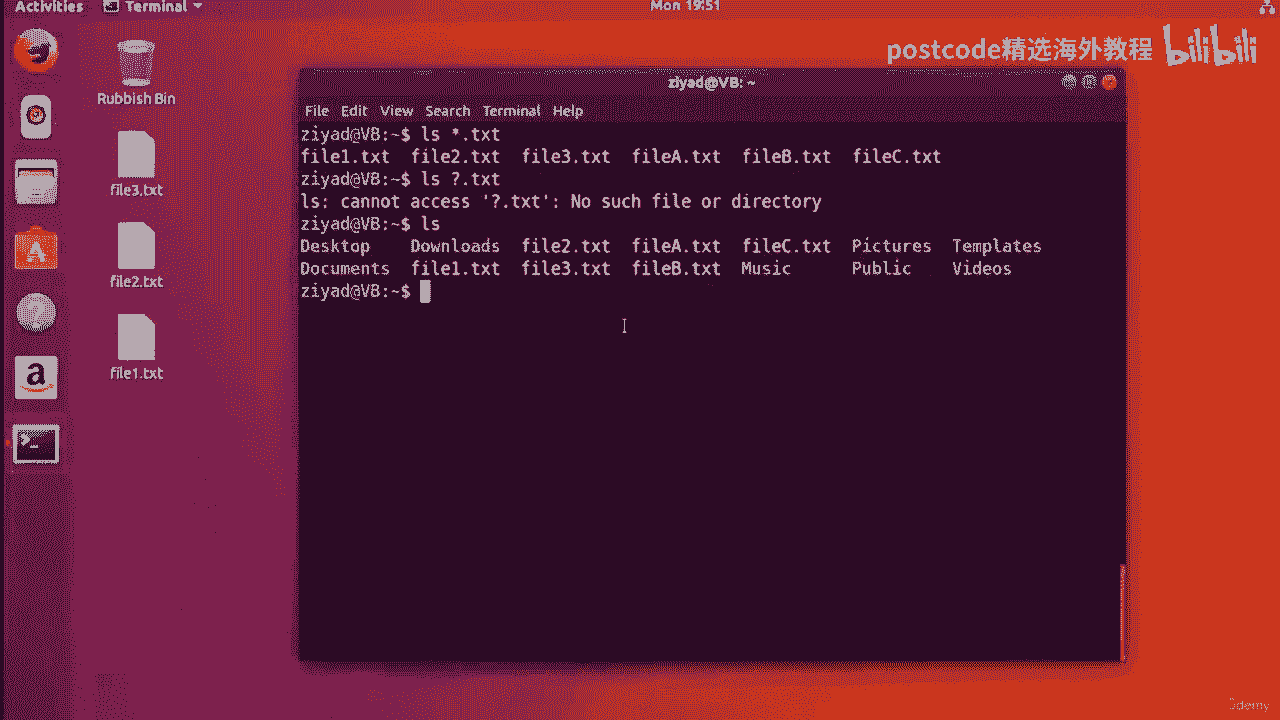 Activities Terminal Mon 19:51
postcode精选海外教程 bilibili
Rubbish Bin
file3.txt
file2.txt
file1.txt
a
ziyad@VB: ~
File Edit View Search Terminal Help
ziyad@VB:~$ ls *.txt
file1.txt file2.txt file3.txt fileA.txt fileB.txt fileC.txt
ziyad@VB:~$ ls ?.txt
ls: cannot access '?.txt': No such file or directory
ziyad@VB:~$ ls
Desktop Downloads file2.txt fileA.txt fileC.txt Pictures Templates
Documents file1.txt file3.txt fileB.txt Music Public Videos
ziyad@VB:~$
ûdemy